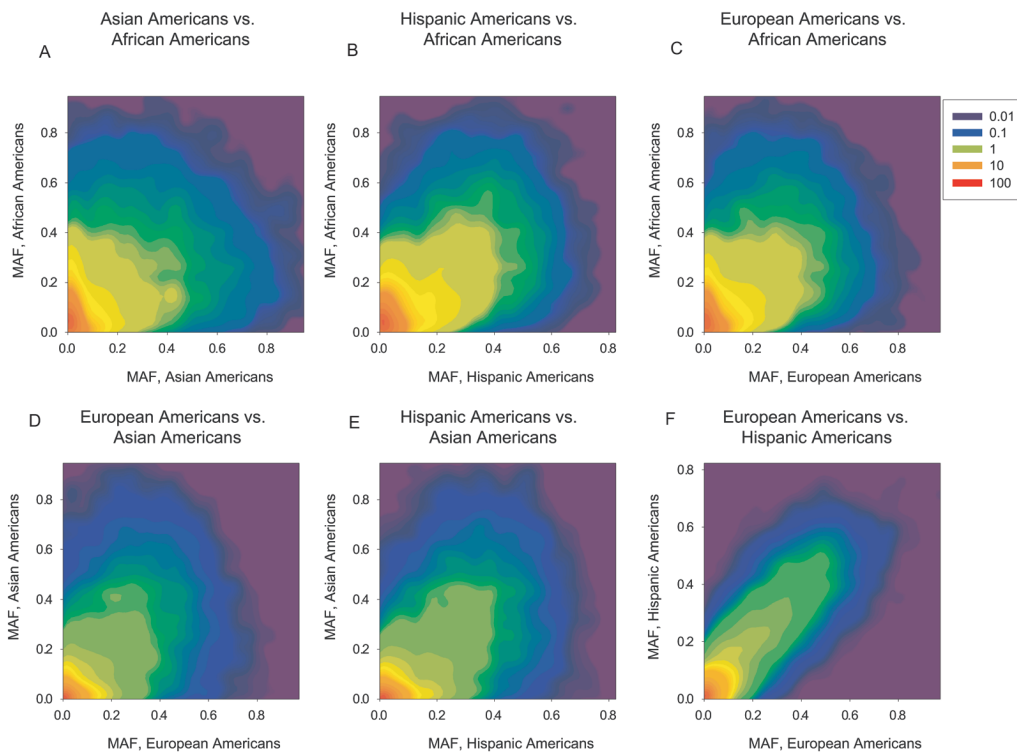 Asian Americans vs.
African Americans
A
MAF, African Americans
0.8
0.6
0.4
0.2
0.0
0.0 0.2 0.4 0.6 0.8
MAF, Asian Americans
Hispanic Americans vs.
African Americans
B
MAF, African Americans
0.8
0.6
0.4
0.2
0.0
0.0 0.2 0.4 0.6 0.8
MAF, Hispanic Americans
European Americans vs.
African Americans
C
MAF, African Americans
0.8
0.6
0.4
0.2
0.0
0.0 0.2 0.4 0.6 0.8
MAF, European Americans
0.01
0.1
1
10
100
European Americans vs.
Asian Americans
D
MAF, Asian Americans
0.8
0.6
0.4
0.2
0.0
0.0 0.2 0.4 0.6 0.8
MAF, European Americans
Hispanic Americans vs.
Asian Americans
E
MAF, Asian Americans
0.8
0.6
0.4
0.2
0.0
0.0 0.2 0.4 0.6 0.8
MAF, Hispanic Americans
European Americans vs.
Hispanic Americans
F
MAF, Hispanic Americans
0.8
0.6
0.4
0.2
0.0
0.0 0.2 0.4 0.6 0.8
MAF, European Americans